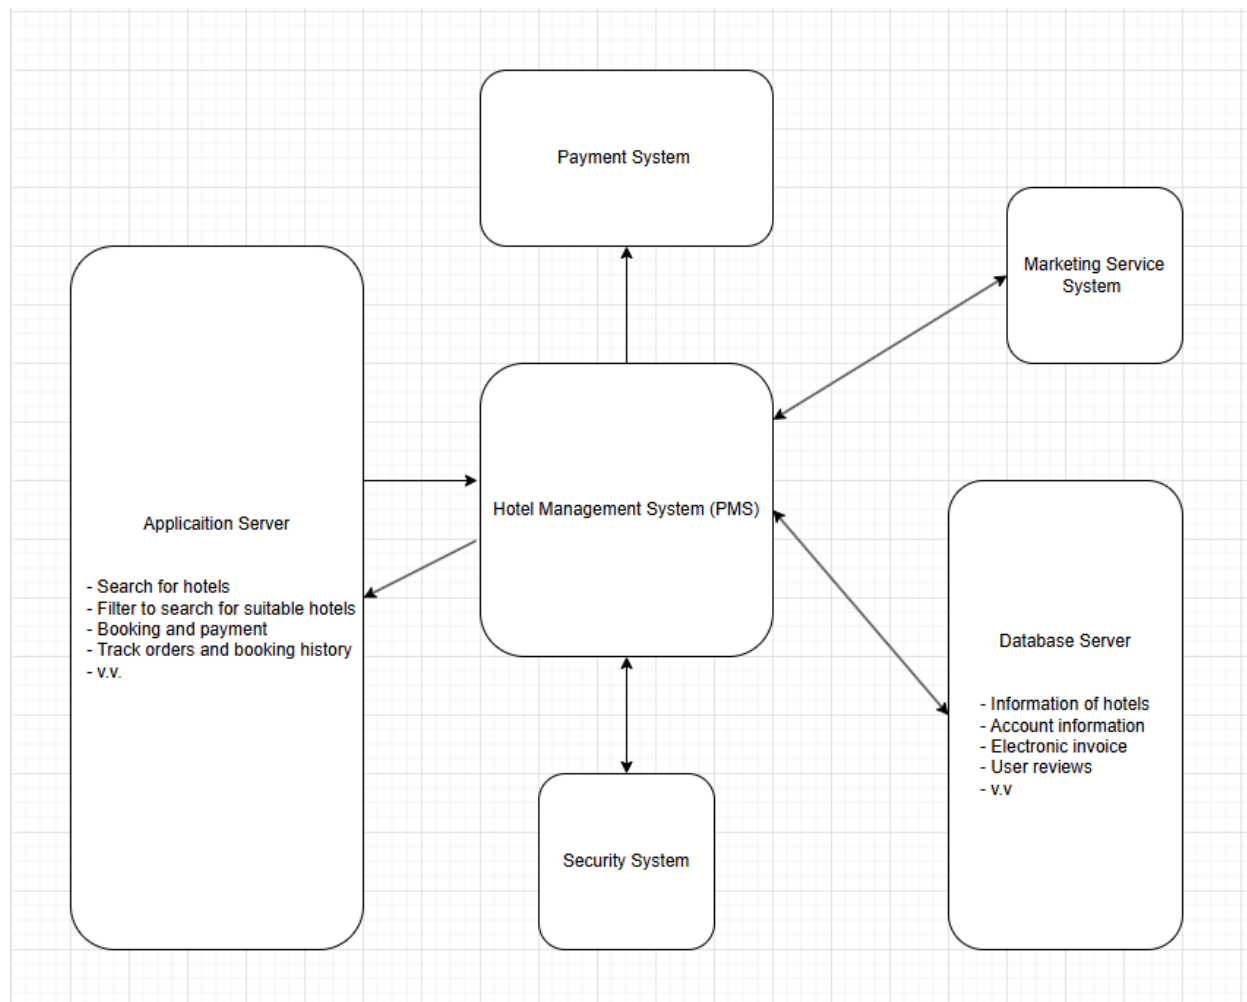 Payment System
Marketing Service
System
Hotel Management System (PMS)
Applicaition Server
- Search for hotels
- Filter to search for suitable hotels
- Booking and payment
- Track orders and booking history
- v.v.
Database Server
- Information of hotels
- Account information
- Electronic invoice
- User reviews
- v.v
Security System